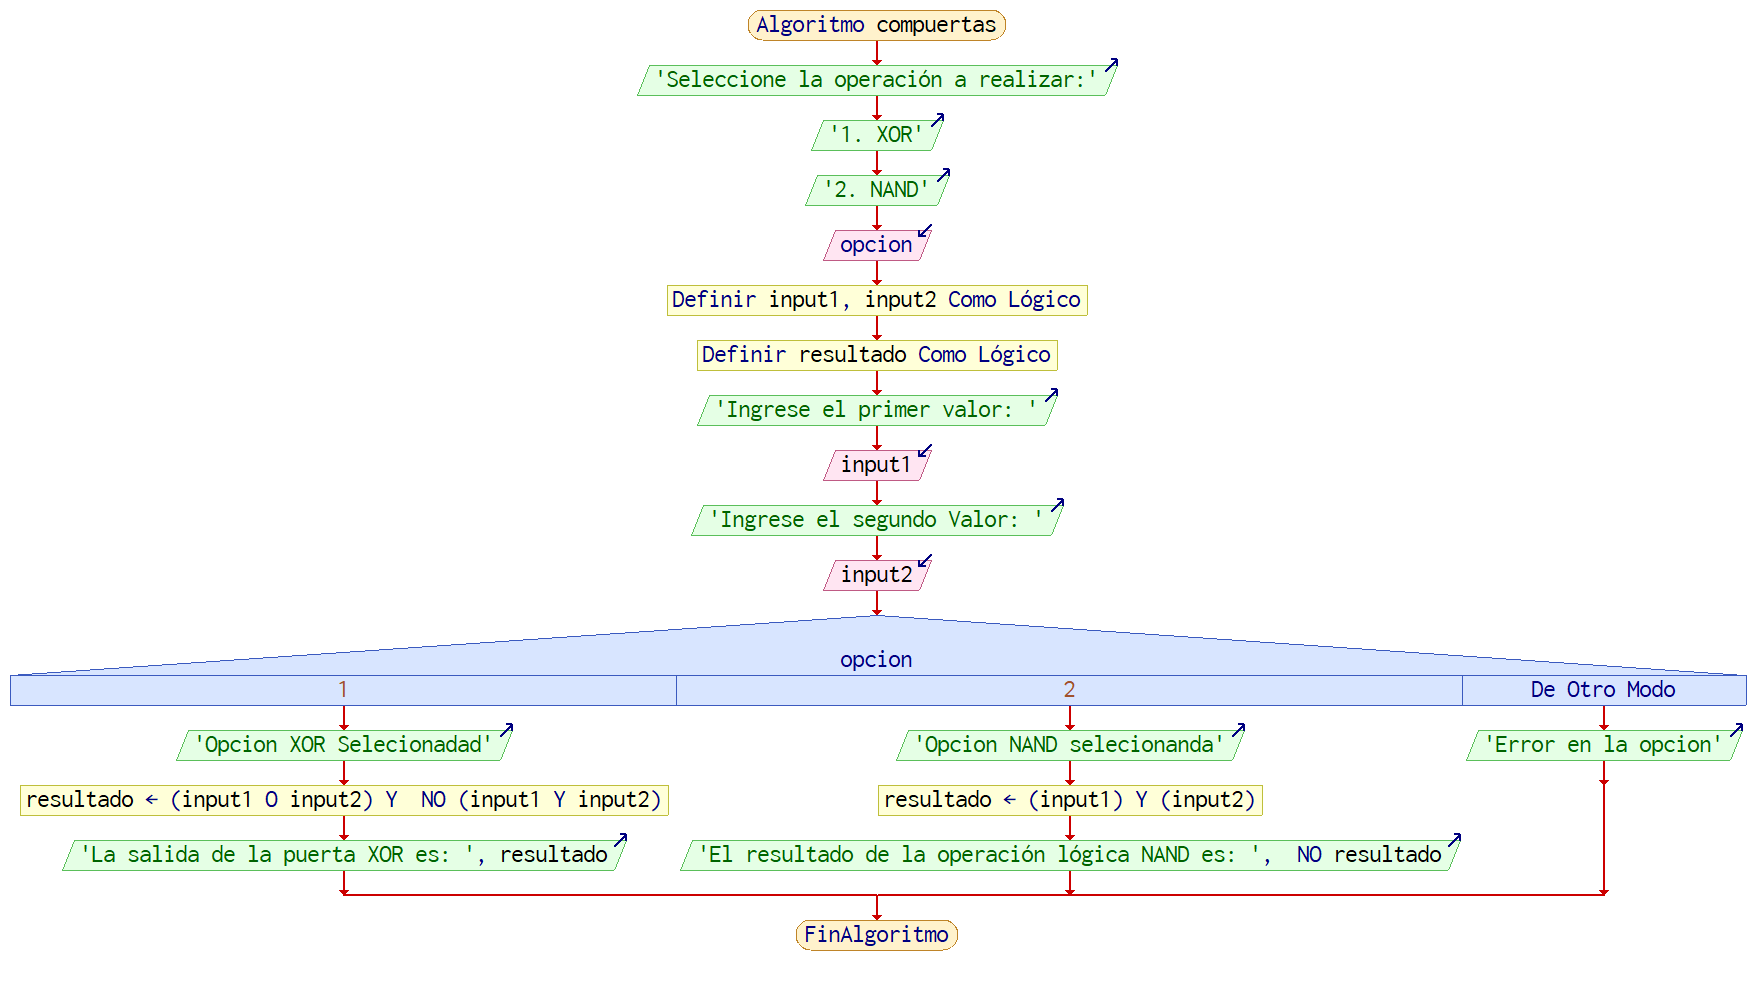 Algoritmo compuertas
'Seleccione la operación a realizar:'
'1. XOR'
'2. NAND'
opcion
Definir input1, input2 Como Lógico
Definir resultado Como Lógico
'Ingrese el primer valor: '
input1
'Ingrese el segundo Valor: '
input2
opcion
1 2 De Otro Modo
'Opcion XOR Selecionadad' 'Opcion NAND selecionanda' 'Error en la opcion'
resultado ← (input1 O input2) Y  NO (input1 Y input2) resultado ← (input1) Y (input2)
'La salida de la puerta XOR es: ', resultado 'El resultado de la operación lógica NAND es: ',  NO resultado
FinAlgoritmo